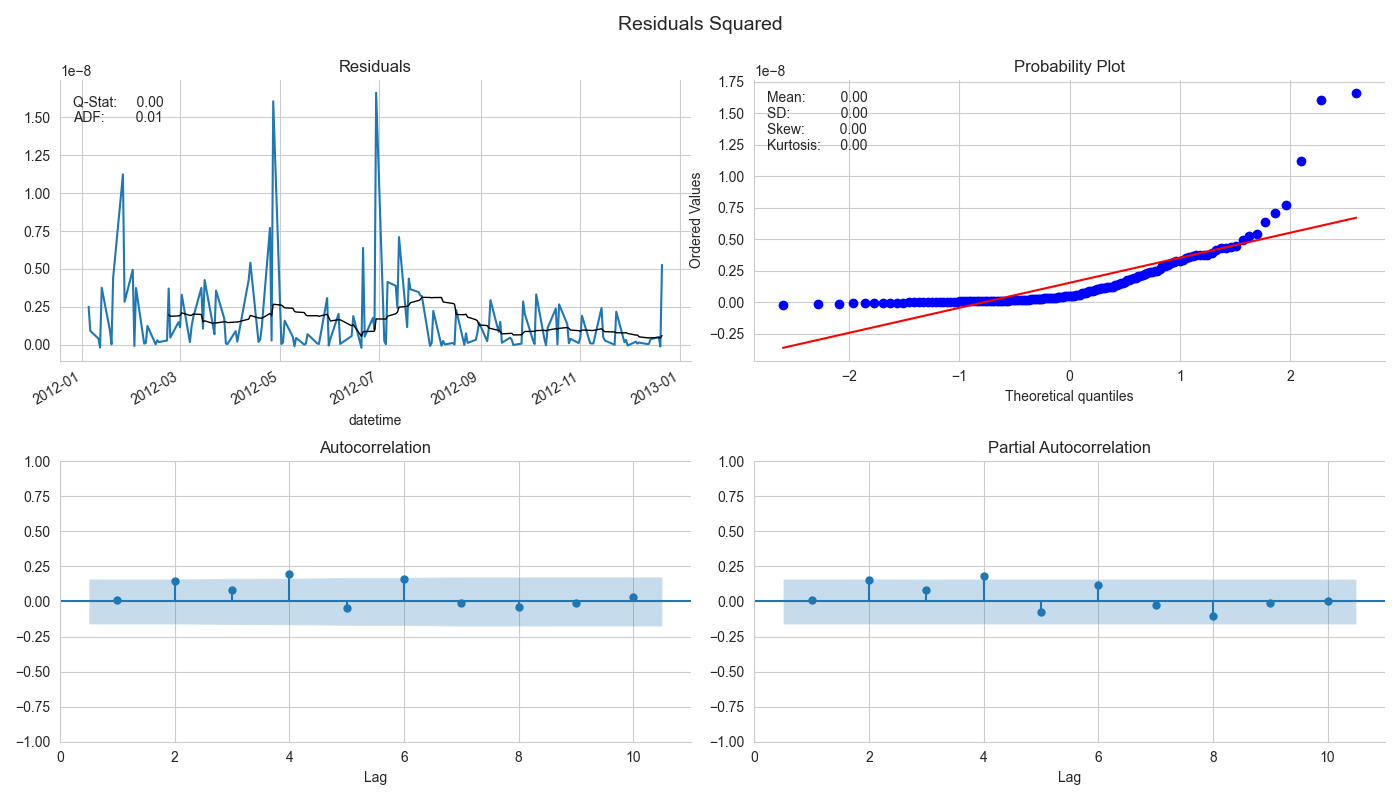 Residuals Squared
Residuals
1e−8
Q-Stat: 0.00
ADF: 0.01
1.50
1.25
1.00
0.75
0.50
0.25
0.00
2012-01
2012-03
2012-05
2012-07
2012-09
2012-11
2013-01
datetime
Probability Plot
1e−8
Mean: 0.00
SD: 0.00
Skew: 0.00
Kurtosis: 0.00
Ordered Values
1.75
1.50
1.25
1.00
0.75
0.50
0.25
0.00
−0.25
−2 −1 0 1 2
Theoretical quantiles
Autocorrelation
1.00
0.75
0.50
0.25
0.00
−0.25
−0.50
−0.75
−1.00
0 2 4 6 8 10
Lag
Partial Autocorrelation
1.00
0.75
0.50
0.25
0.00
−0.25
−0.50
−0.75
−1.00
0 2 4 6 8 10
Lag